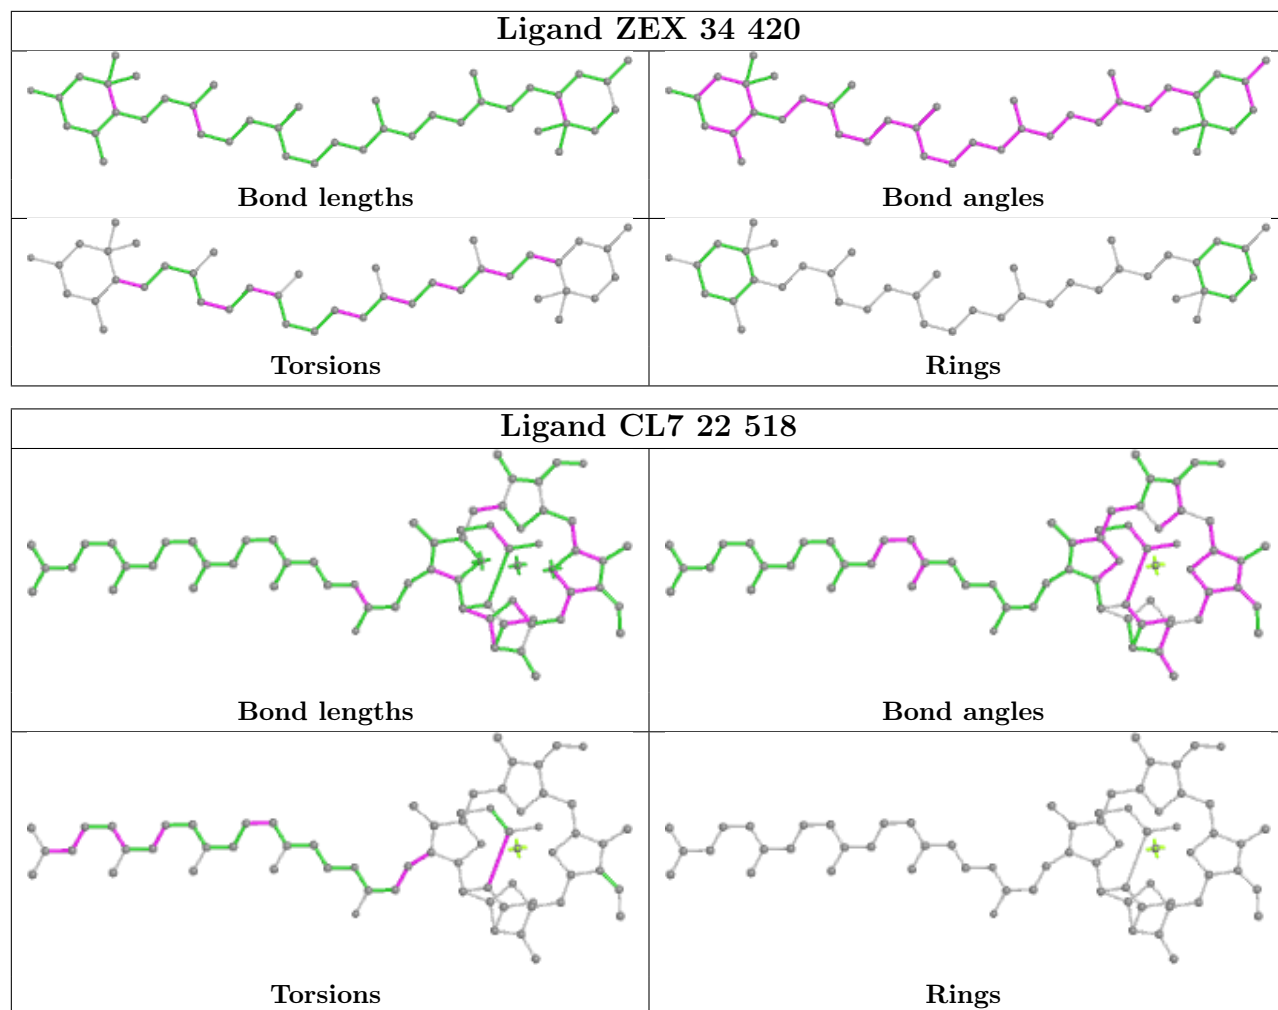 Ligand ZEX 34 420
Bond lengths
Bond angles
Torsions
Rings
Ligand CL7 22 518
Bond lengths
Bond angles
Torsions
Rings